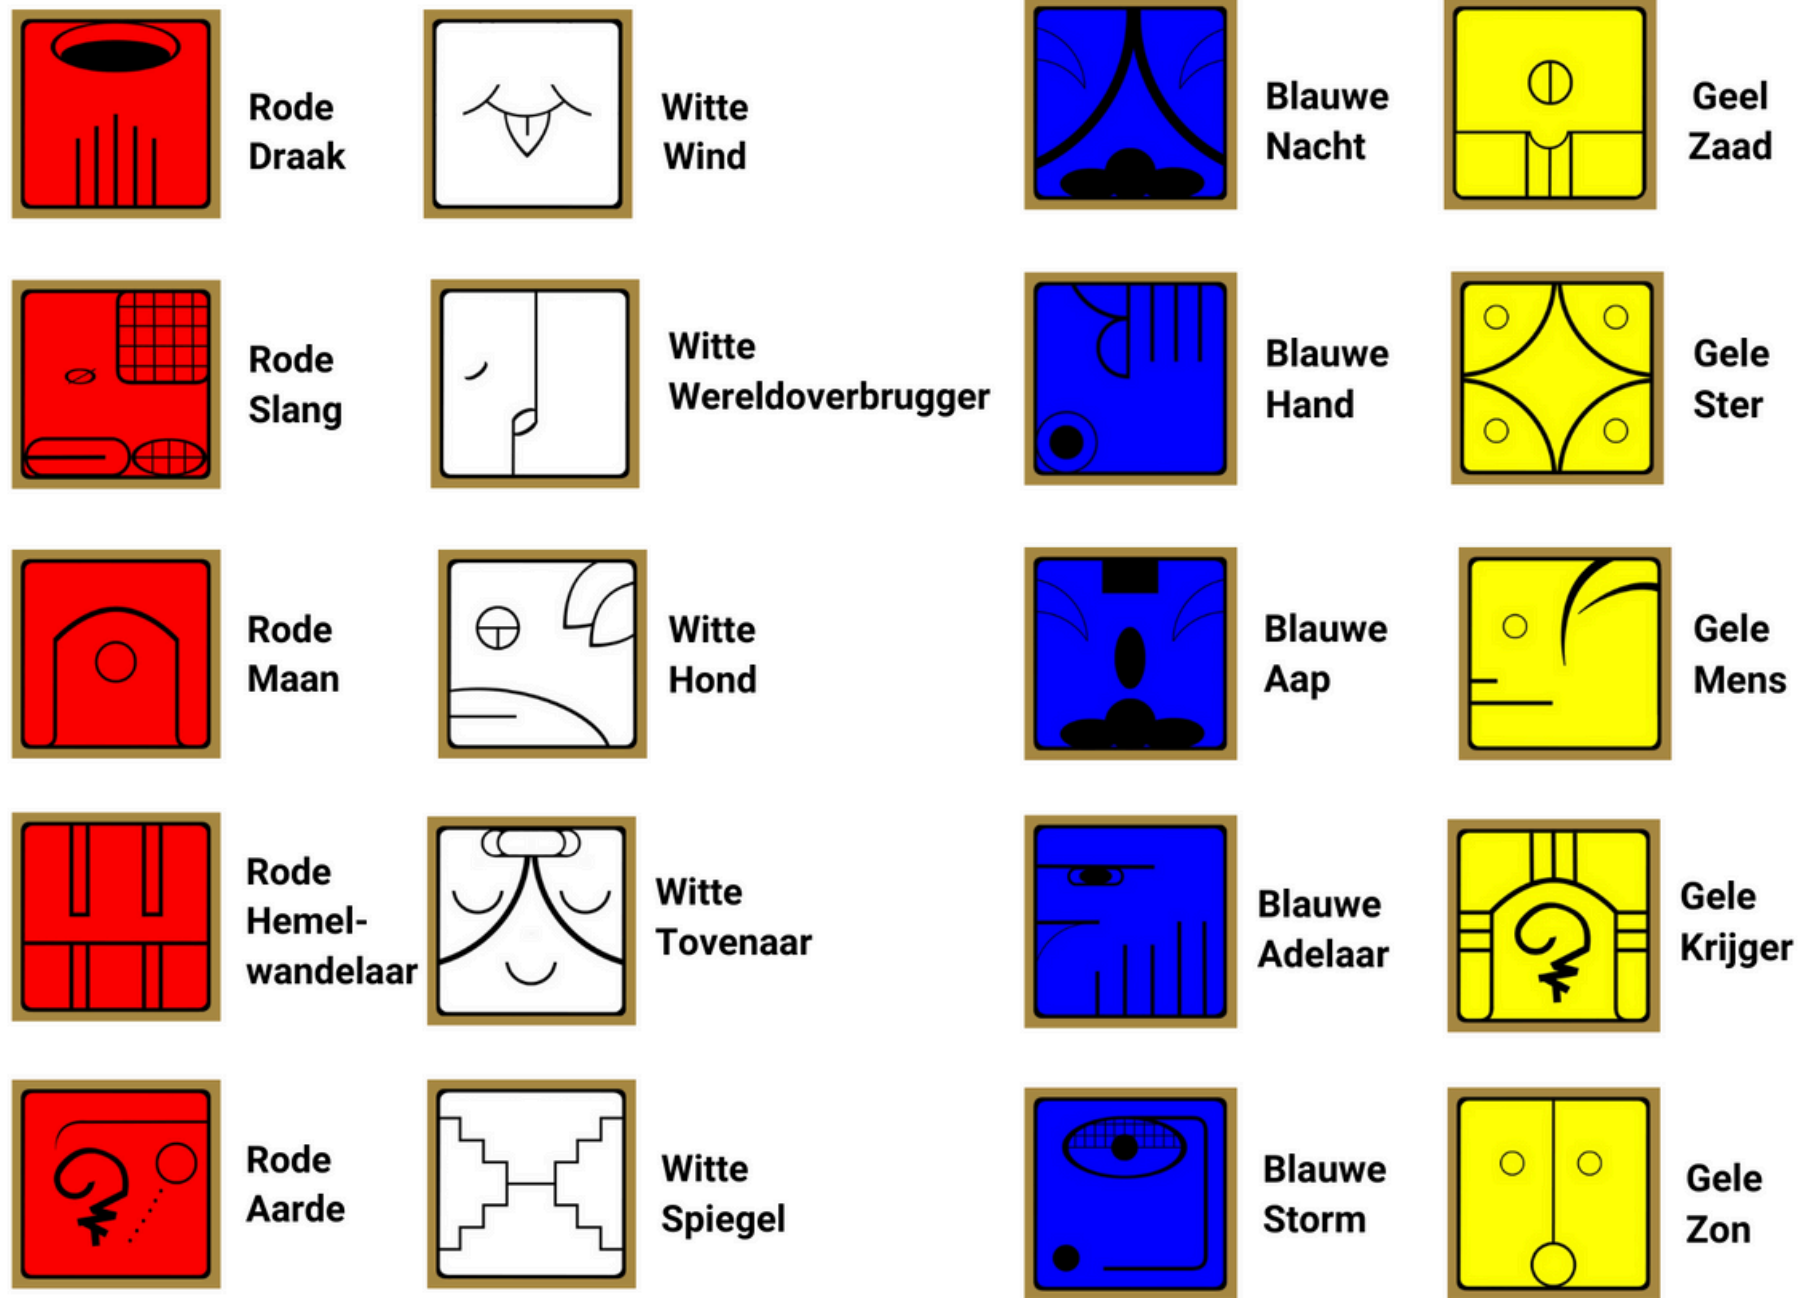 Rode
Draak
Witte
Wind
Blauwe
Nacht
Geel
Zaad
Rode
Slang
Witte
Wereldoverbrugger
Blauwe
Hand
Gele
Ster
Rode
Maan
Witte
Hond
Blauwe
Aap
Gele
Mens
Rode
Hemel-
wandelaar
Witte
Tovenaar
Blauwe
Adelaar
Gele
Krijger
Rode
Aarde
Witte
Spiegel
Blauwe
Storm
Gele
Zon